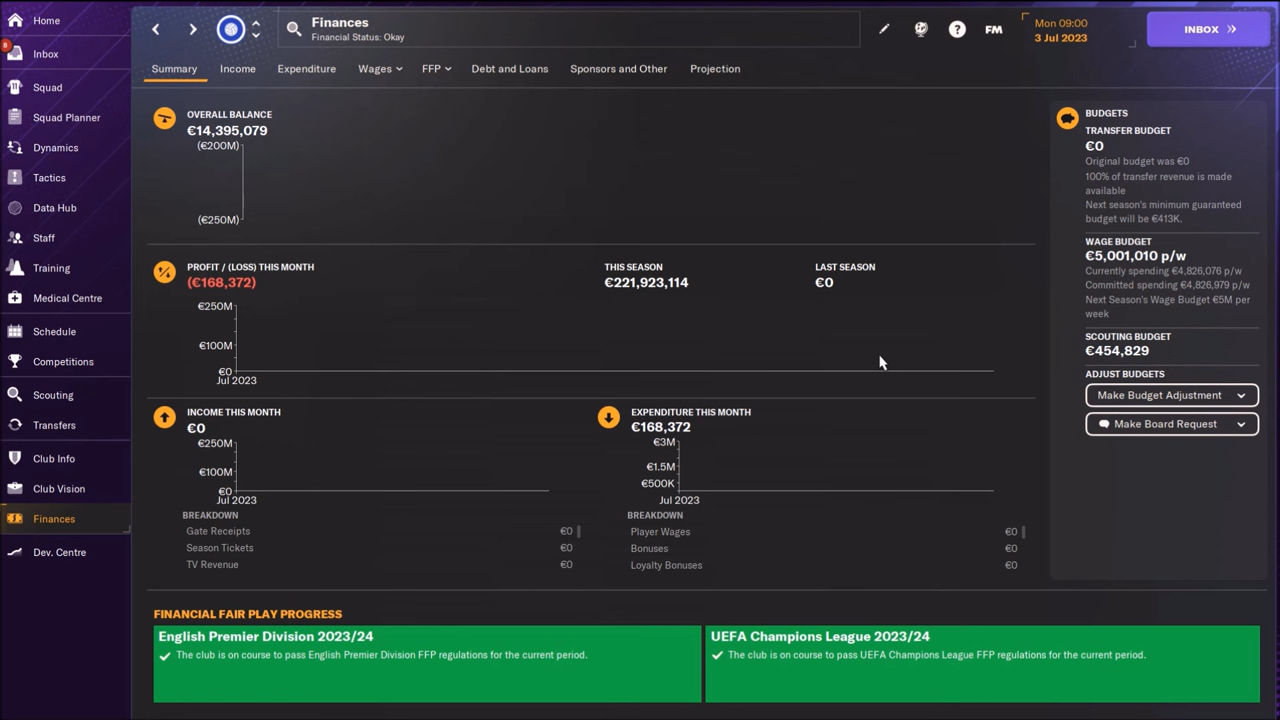 Home
8
Inbox
Squad
Squad Planner
Dynamics
Tactics
Data Hub
Staff
Training
Medical Centre
Schedule
Competitions
Scouting
Transfers
Club Info
Club Vision
Finances
Dev. Centre
Finances
Financial Status: Okay
?
FM
Mon 09:00
3 Jul 2023
INBOX
Summary
Income
Expenditure
Wages
FFP
Debt and Loans
Sponsors and Other
Projection
OVERALL BALANCE
€14,395,079
(€200M)
(€250M)
PROFIT / (LOSS) THIS MONTH
(€168,372)
THIS SEASON
€221,923,114
LAST SEASON
€0
€250M
€100M
€0
Jul 2023
INCOME THIS MONTH
€0
€250M
€100M
€0
Jul 2023
BREAKDOWN
Gate Receipts €0
Season Tickets €0
TV Revenue €0
EXPENDITURE THIS MONTH
€168,372
€3M
€1.5M
€500K
Jul 2023
BREAKDOWN
Player Wages €0
Bonuses €0
Loyalty Bonuses €0
BUDGETS
TRANSFER BUDGET
€0
Original budget was €0
100% of transfer revenue is made
available
Next season's minimum guaranteed
budget will be €413K.
WAGE BUDGET
€5,001,010 p/w
Currently spending €4,826,076 p/w
Committed spending €4,826,979 p/w
Next Season's Wage Budget €5M per
week
SCOUTING BUDGET
€454,829
ADJUST BUDGETS
Make Budget Adjustment
Make Board Request
FINANCIAL FAIR PLAY PROGRESS
English Premier Division 2023/24
The club is on course to pass English Premier Division FFP regulations for the current period.
UEFA Champions League 2023/24
The club is on course to pass UEFA Champions League FFP regulations for the current period.